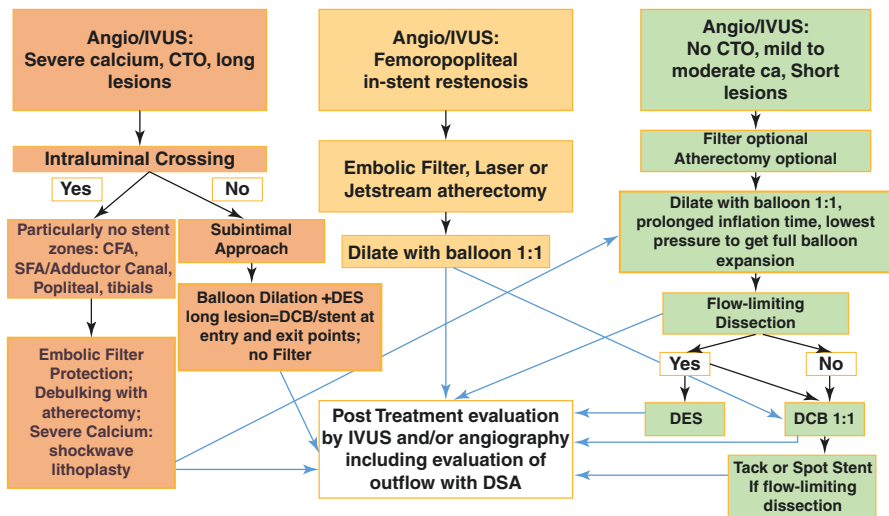 Angio/IVUS:
Severe calcium, CTO, long
lesions
Intraluminal Crossing
Yes
No
Particularly no stent
zones: CFA,
SFA/Adductor Canal,
Popliteal, tibials
Subintimal
Approach
Balloon Dilation +DES
long lesion=DCB/stent at
entry and exit points;
no Filter
Embolic Filter
Protection;
Debulking with
atherectomy;
Severe Calcium:
shockwave
lithoplasty
Angio/IVUS:
Femoropopliteal
in-stent restenosis
Embolic Filter, Laser or
Jetstream atherectomy
Dilate with balloon 1:1
Post Treatment evaluation
by IVUS and/or angiography
including evaluation of
outflow with DSA
Angio/IVUS:
No CTO, mild to
moderate ca, Short
lesions
Filter optional
Atherectomy optional
Dilate with balloon 1:1,
prolonged inflation time, lowest
pressure to get full balloon
expansion
Flow-limiting
Dissection
Yes
No
DES
DCB 1:1
Tack or Spot Stent
If flow-limiting
dissection